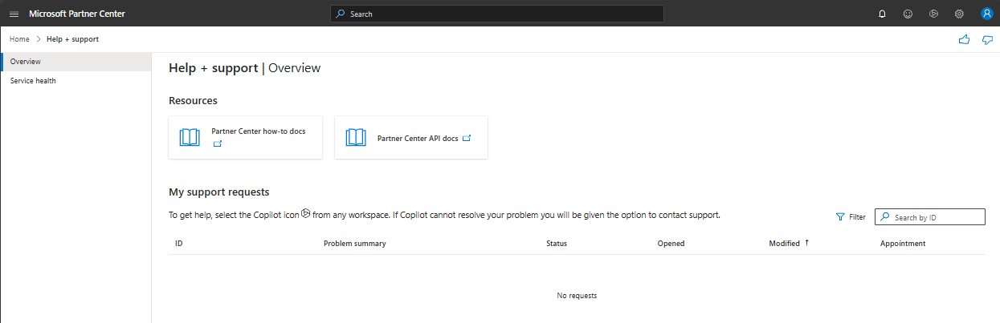 Microsoft Partner Center
Search
Home > Help + support
Overview
Service health
Help + support | Overview
Resources
Partner Center how-to docs
Partner Center API docs
My support requests
To get help, select the Copilot icon from any workspace. If Copilot cannot resolve your problem you will be given the option to contact support.
Filter
Search by ID
ID Problem summary Status Opened Modified ↑ Appointment
No requests